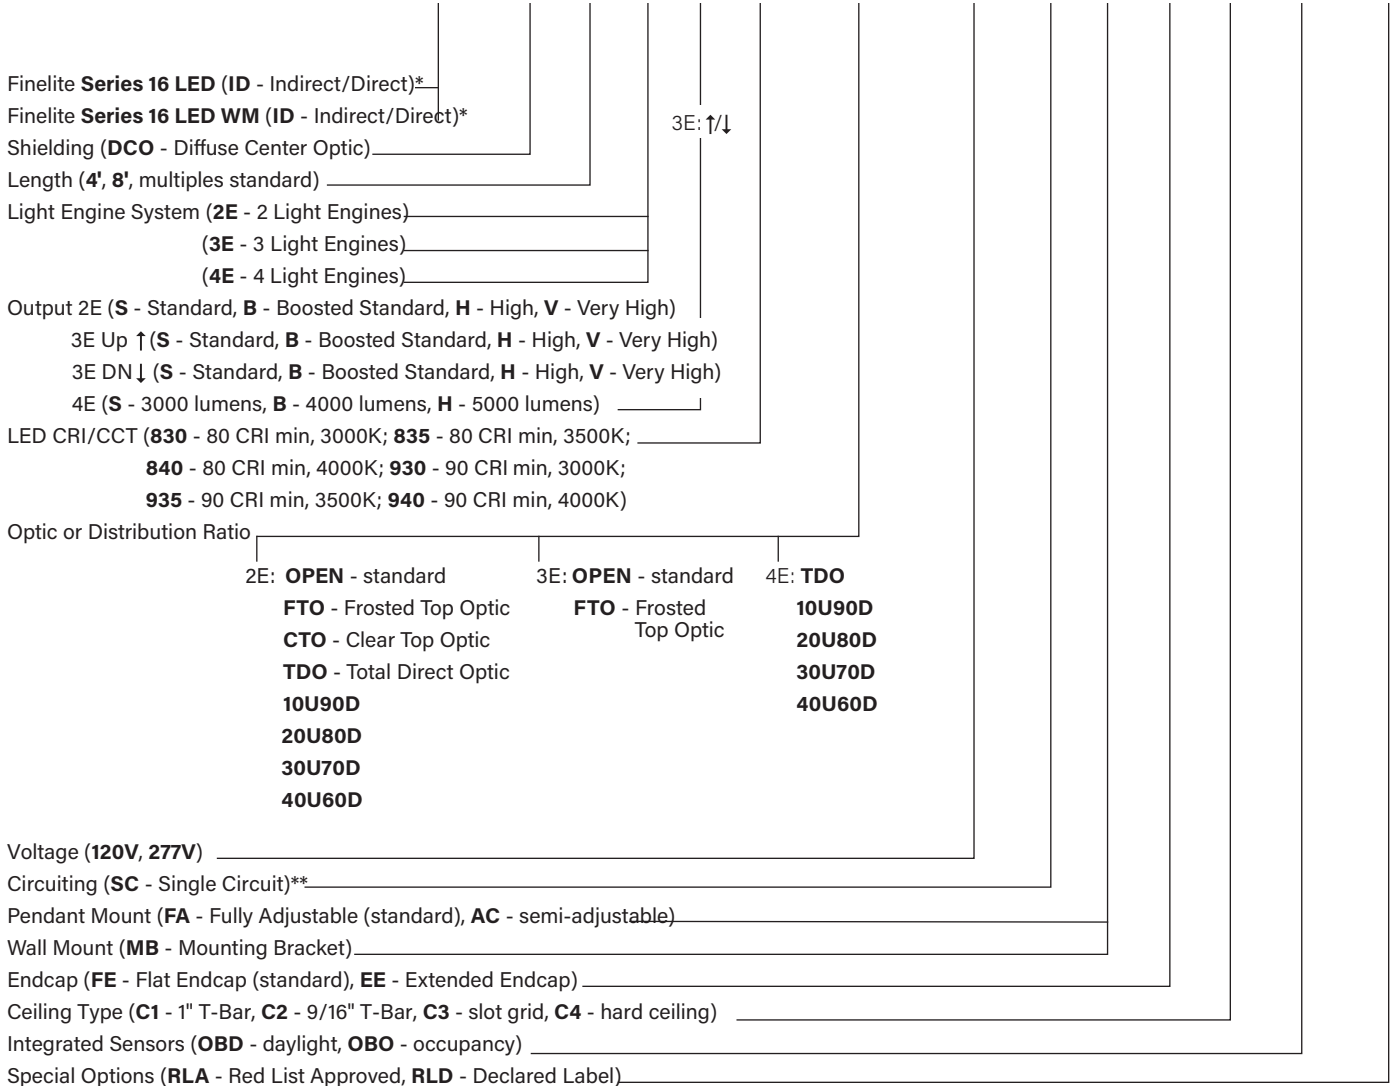 Finelite Series 16 LED (ID - Indirect/Direct)*
Finelite Series 16 LED WM (ID - Indirect/Direct)*
3E: ↑/↓
Shielding (DCO - Diffuse Center Optic)
Length (4', 8', multiples standard)
Light Engine System (2E - 2 Light Engines)
(3E - 3 Light Engines)
(4E - 4 Light Engines)
Output 2E (S - Standard, B - Boosted Standard, H - High, V - Very High)
3E Up ↑ (S - Standard, B - Boosted Standard, H - High, V - Very High)
3E DN ↓ (S - Standard, B - Boosted Standard, H - High, V - Very High)
4E (S - 3000 lumens, B - 4000 lumens, H - 5000 lumens)
LED CRI/CCT (830 - 80 CRI min, 3000K; 835 - 80 CRI min, 3500K;
840 - 80 CRI min, 4000K; 930 - 90 CRI min, 3000K;
935 - 90 CRI min, 3500K; 940 - 90 CRI min, 4000K)
Optic or Distribution Ratio
2E: OPEN - standard
FTO - Frosted Top Optic
CTO - Clear Top Optic
TDO - Total Direct Optic
10U90D
20U80D
30U70D
40U60D
3E: OPEN - standard
FTO - Frosted
Top Optic
4E: TDO
10U90D
20U80D
30U70D
40U60D
Voltage (120V, 277V)
Circuiting (SC - Single Circuit)**
Pendant Mount (FA - Fully Adjustable (standard), AC - semi-adjustable)
Wall Mount (MB - Mounting Bracket)
Endcap (FE - Flat Endcap (standard), EE - Extended Endcap)
Ceiling Type (C1 - 1" T-Bar, C2 - 9/16" T-Bar, C3 - slot grid, C4 - hard ceiling)
Integrated Sensors (OBD - daylight, OBO - occupancy)
Special Options (RLA - Red List Approved, RLD - Declared Label)